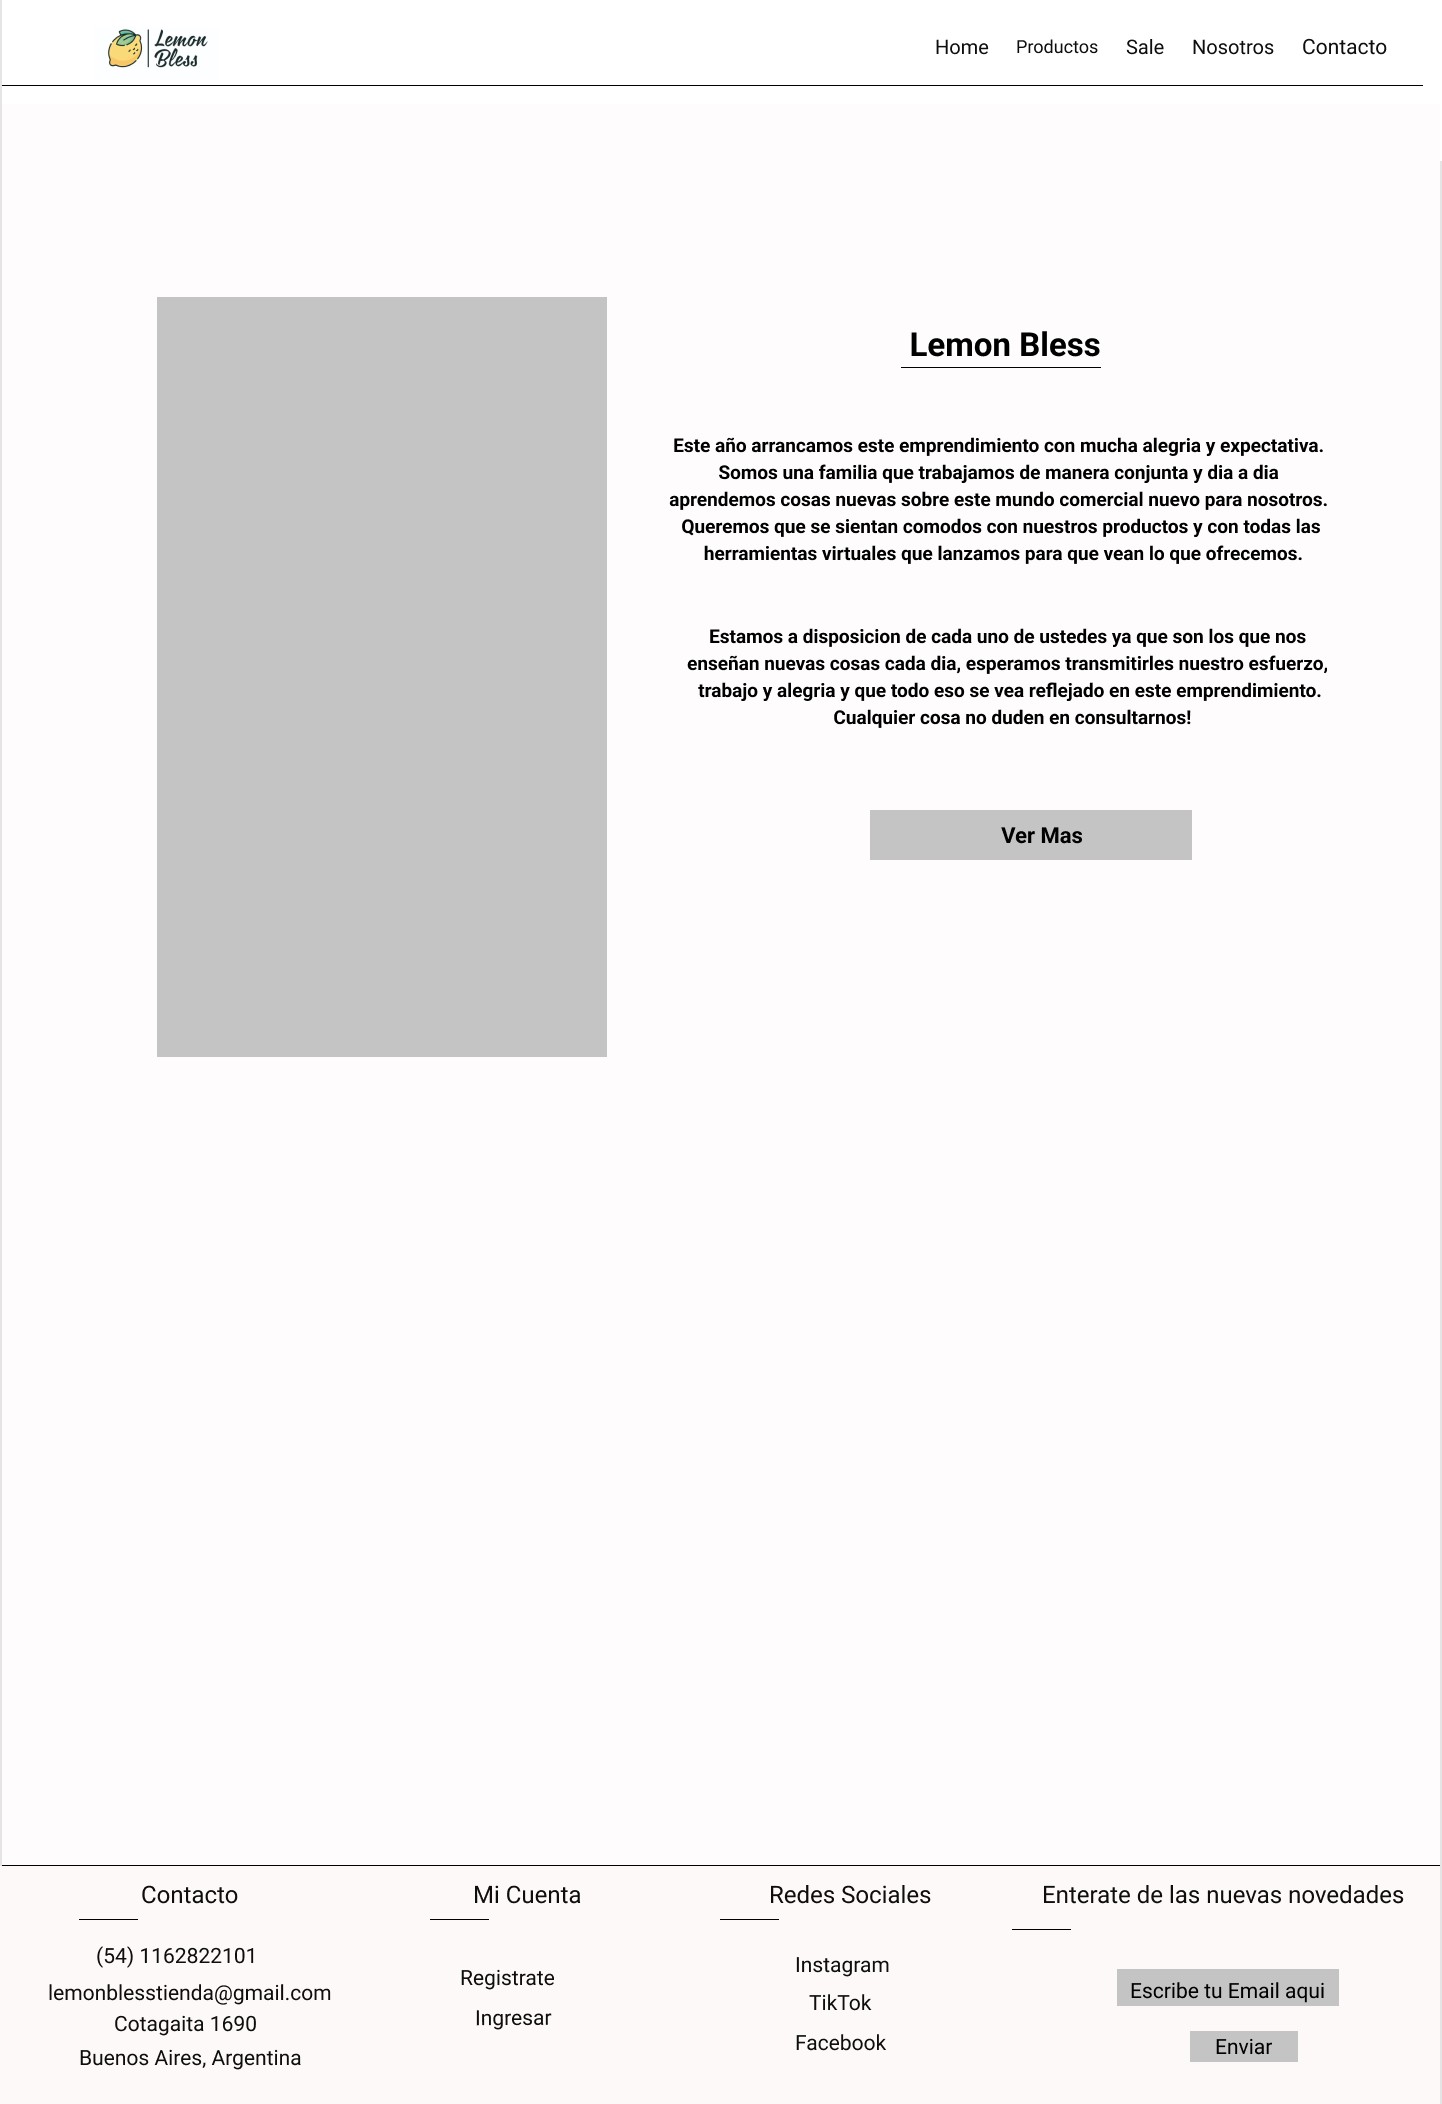 Lemon
Bless
Home Productos Sale Nosotros Contacto
Lemon Bless
Este año arrancamos este emprendimiento con mucha alegria y expectativa.
Somos una familia que trabajamos de manera conjunta y dia a dia
aprendemos cosas nuevas sobre este mundo comercial nuevo para nosotros.
Queremos que se sientan comodos con nuestros productos y con todas las
herramientas virtuales que lanzamos para que vean lo que ofrecemos.
Estamos a disposicion de cada uno de ustedes ya que son los que nos
enseñan nuevas cosas cada dia, esperamos transmitirles nuestro esfuerzo,
trabajo y alegria y que todo eso se vea reflejado en este emprendimiento.
Cualquier cosa no duden en consultarnos!
Ver Mas
Contacto
(54) 1162822101
lemonblesstienda@gmail.com
Cotagaita 1690
Buenos Aires, Argentina
Mi Cuenta
Registrate
Ingresar
Redes Sociales
Instagram
TikTok
Facebook
Enterate de las nuevas novedades
Escribe tu Email aqui
Enviar